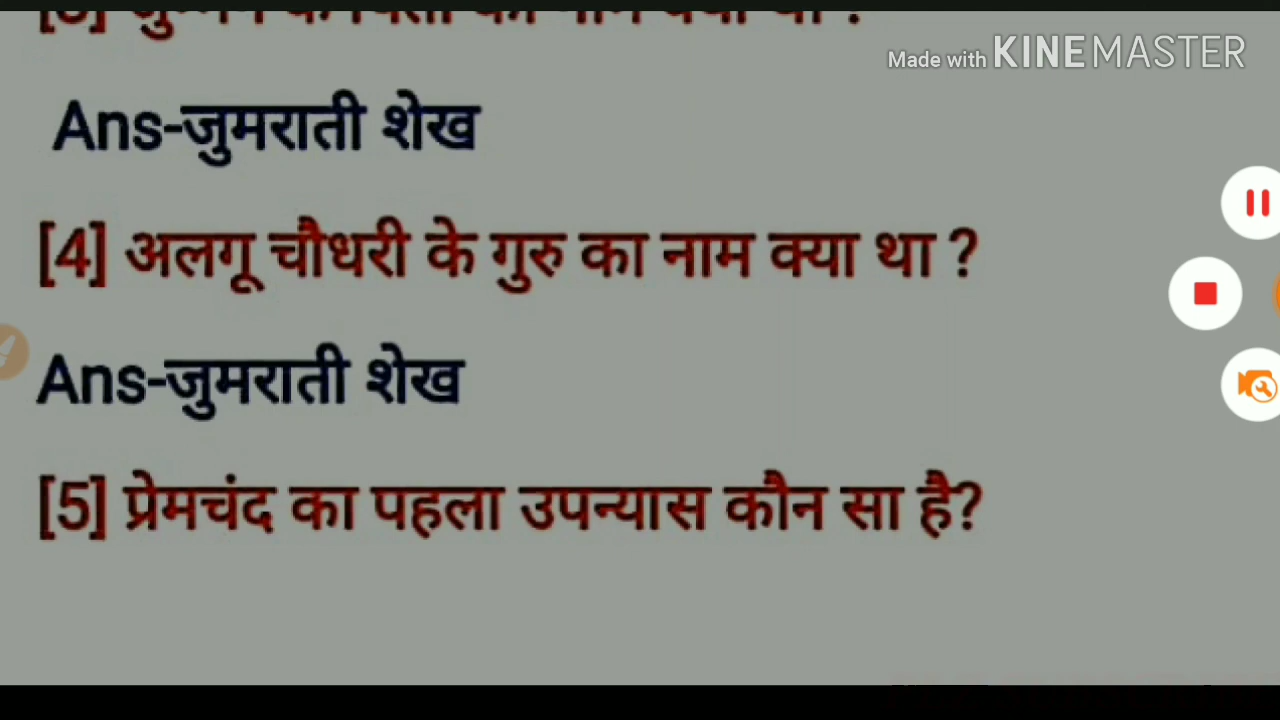 Made with KINEMASTER
Ans-जुमराती शेख
[4] अलगू चौधरी के गुरु का नाम क्या था ?
Ans-जुमराती शेख
[5] प्रेमचंद का पहला उपन्यास कौन सा है?